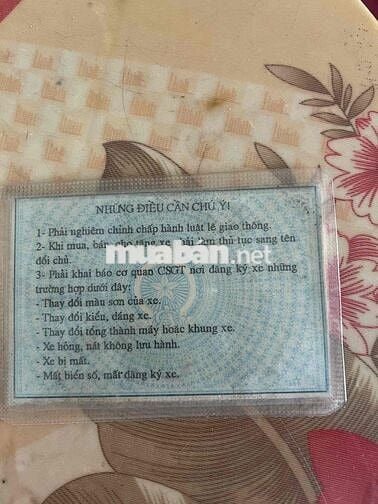 NHỮNG ĐIỀU CẦN CHÚ Ý!
1- Phải nghiêm chỉnh chấp hành luật lệ giao thông.
2- Khi mua, bán, cho tặng xe phải làm thủ tục sang tên
đổi chủ.
3- Phải khai báo cơ quan CSGT nơi đăng ký xe những
trường hợp dưới đây:
- Thay đổi màu sơn của xe.
- Thay đổi kiểu, dáng xe.
- Thay đổi tổng thành máy hoặc khung xe.
- Xe hỏng, nát không lưu hành.
- Xe bị mất.
- Mất biển số, mất đăng ký xe.
muaban.net